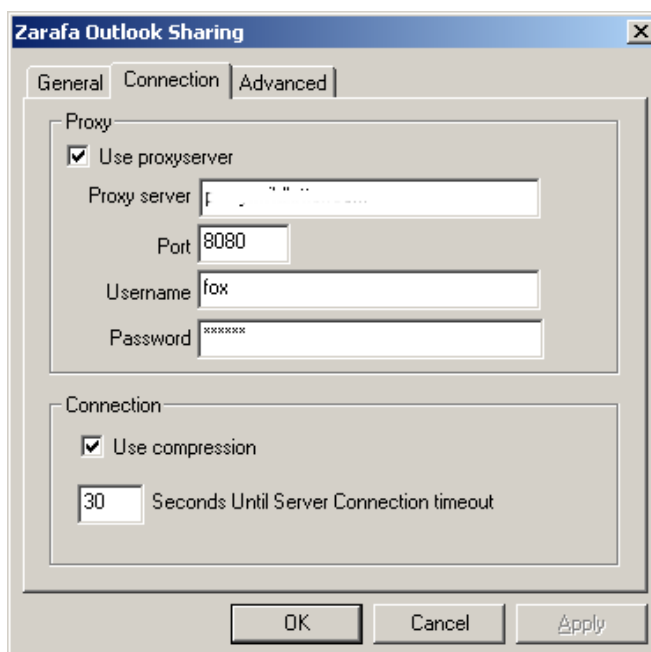 Zarafa Outlook Sharing
General Connection Advanced
Proxy
Use proxyserver
Proxy server
Port 8080
Username fox
Password ******
Connection
Use compression
30 Seconds Until Server Connection timeout
OK Cancel Apply